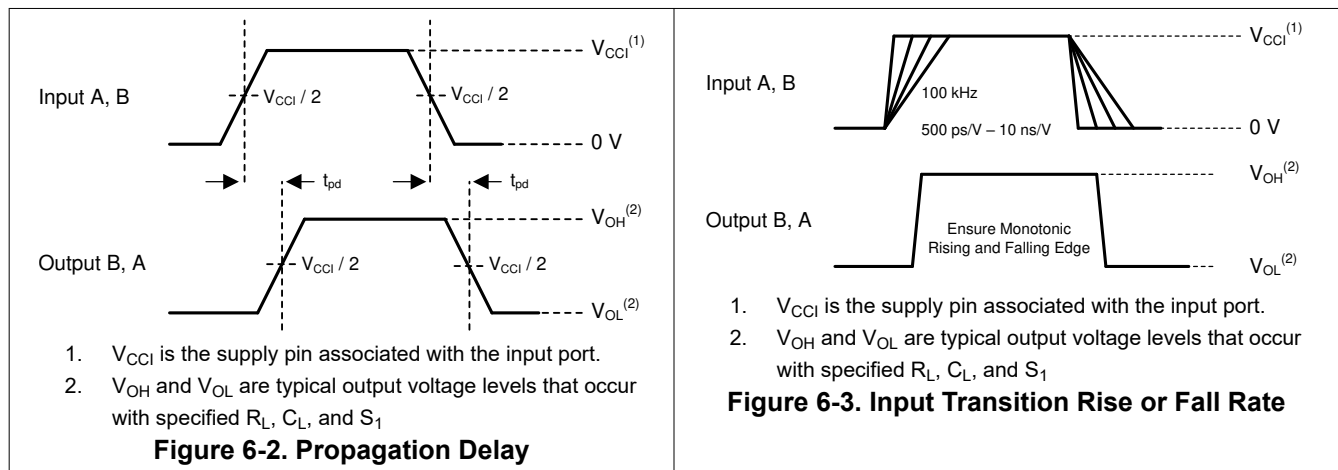 V_CCI^(1)
Input A, B
V_CCI / 2
V_CCI / 2
0 V
t_pd
t_pd
V_OH^(2)
Output B, A
V_CCI / 2
V_CCI / 2
V_OL^(2)
1. V_CCI is the supply pin associated with the input port.
2. V_OH and V_OL are typical output voltage levels that occur
with specified R_L, C_L, and S_1
Figure 6-2. Propagation Delay
V_CCI^(1)
Input A, B
100 kHz
500 ps/V – 10 ns/V
0 V
V_OH^(2)
Output B, A
Ensure Monotonic
Rising and Falling Edge
V_OL^(2)
1. V_CCI is the supply pin associated with the input port.
2. V_OH and V_OL are typical output voltage levels that occur
with specified R_L, C_L, and S_1
Figure 6-3. Input Transition Rise or Fall Rate